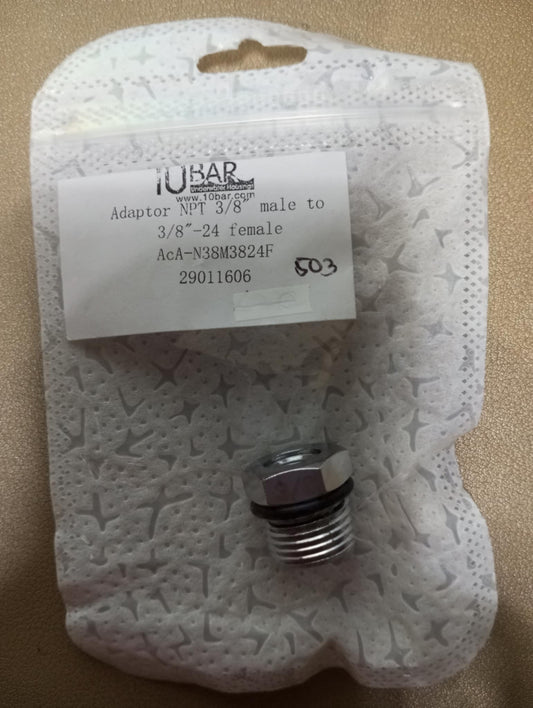 10BAR
Underwater Housings
www.10bar.com
Adaptor NPT 3/8″ male to
3/8″-24 female
AcA-N38M3824F
29011606
503